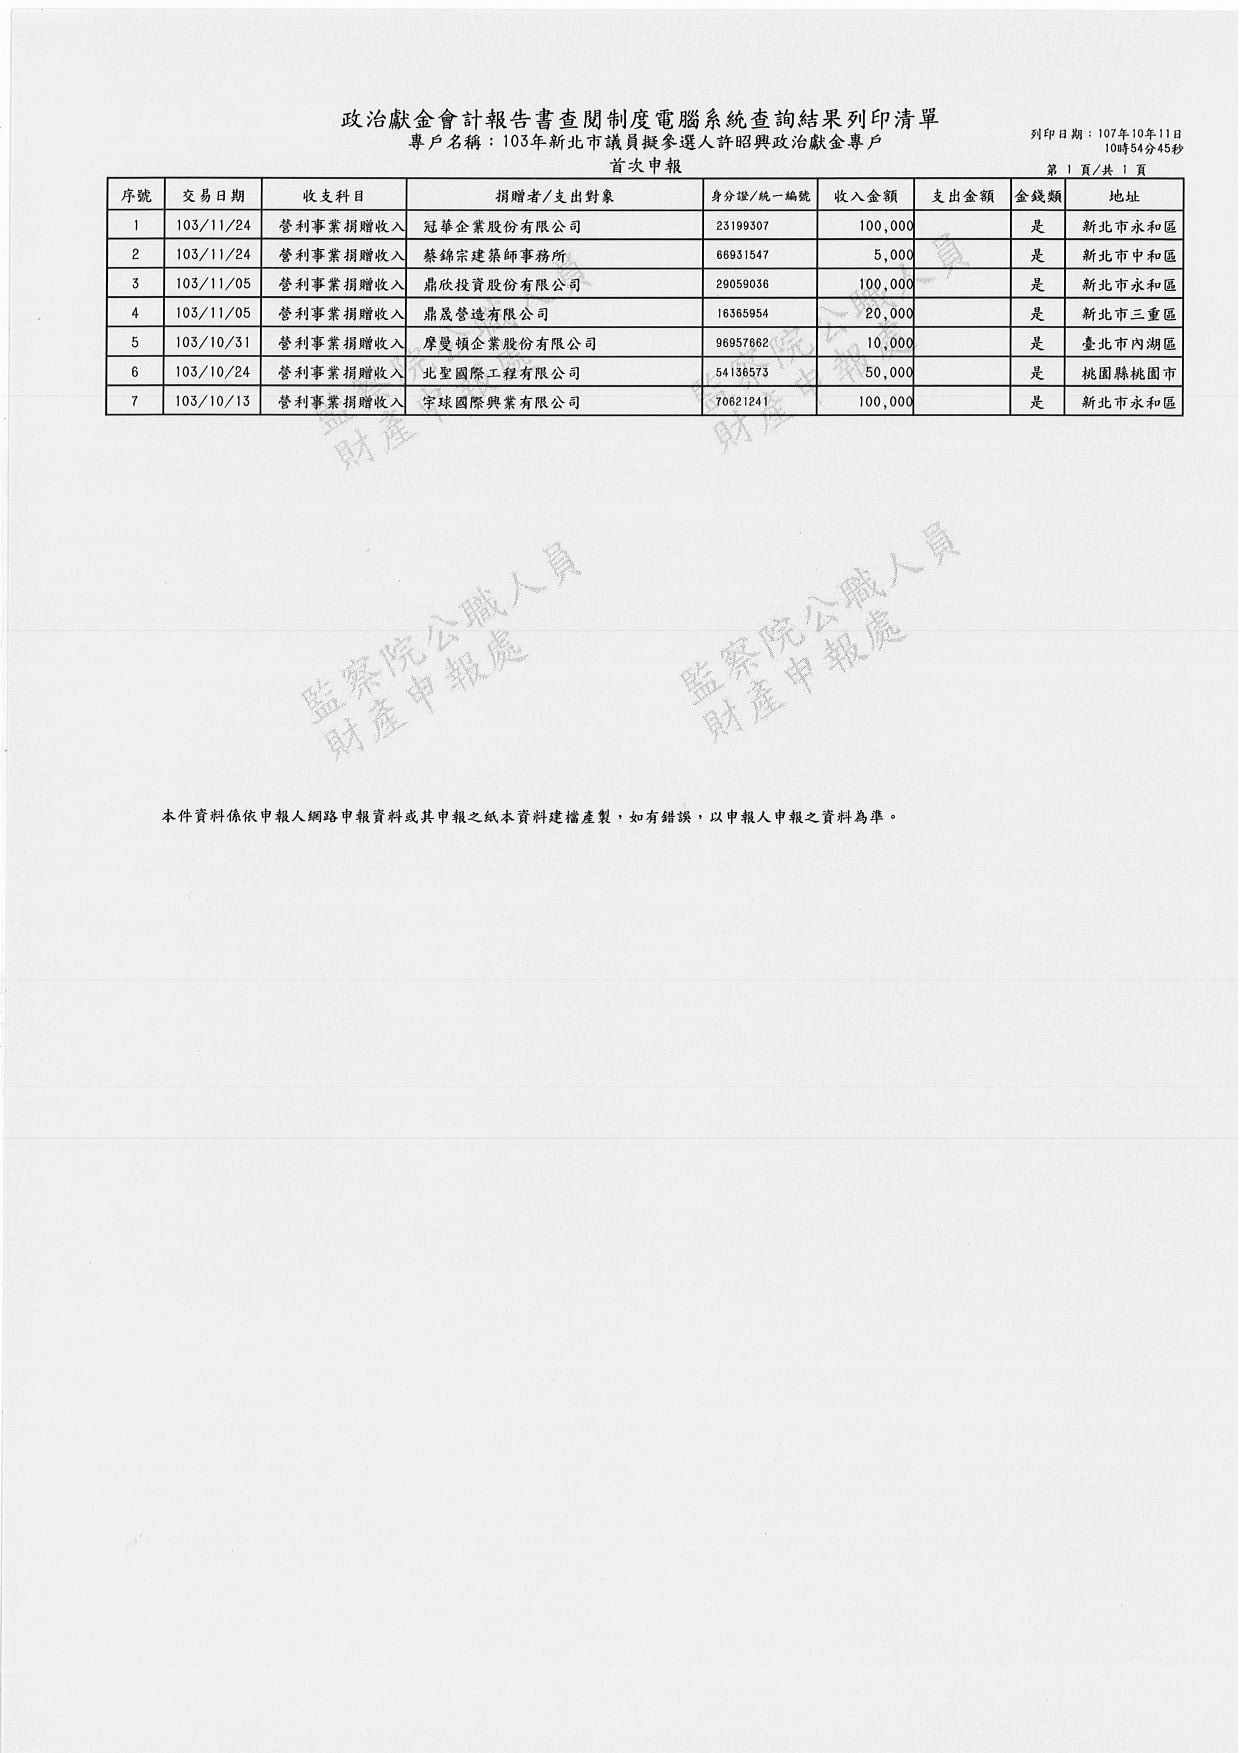 政治獻金會計報告書查閱制度電腦系統查詢結果列印清單
專戶名稱：103年新北市議員擬參選人許昭興政治獻金專戶
列印日期：107年10年11日
10時54分45秒
首次申報
第 1 頁/共 1 頁
序號 交易日期 收支科目 捐贈者/支出對象 身分證/統一編號 收入金額 支出金額 金錢類 地址
1 103/11/24 營利事業捐贈收入 冠華企業股份有限公司 23199307 100,000 是 新北市永和區
2 103/11/24 營利事業捐贈收入 蔡錦宗建築師事務所 66931547 5,000 是 新北市中和區
3 103/11/05 營利事業捐贈收入 鼎欣投資股份有限公司 29059036 100,000 是 新北市永和區
4 103/11/05 營利事業捐贈收入 鼎晟營造有限公司 16365954 20,000 是 新北市三重區
5 103/10/31 營利事業捐贈收入 摩曼頓企業股份有限公司 96957662 10,000 是 臺北市內湖區
6 103/10/24 營利事業捐贈收入 北聖國際工程有限公司 54136573 50,000 是 桃園縣桃園市
7 103/10/13 營利事業捐贈收入 宇球國際興業有限公司 70621241 100,000 是 新北市永和區
監察院公職人員
財產申報處
監察院公職人員
財產申報處
監察院公職人員
財產申報處
監察院公職人員
財產申報處
本件資料係依申報人網路申報資料或其申報之紙本資料建檔產製，如有錯誤，以申報人申報之資料為準。